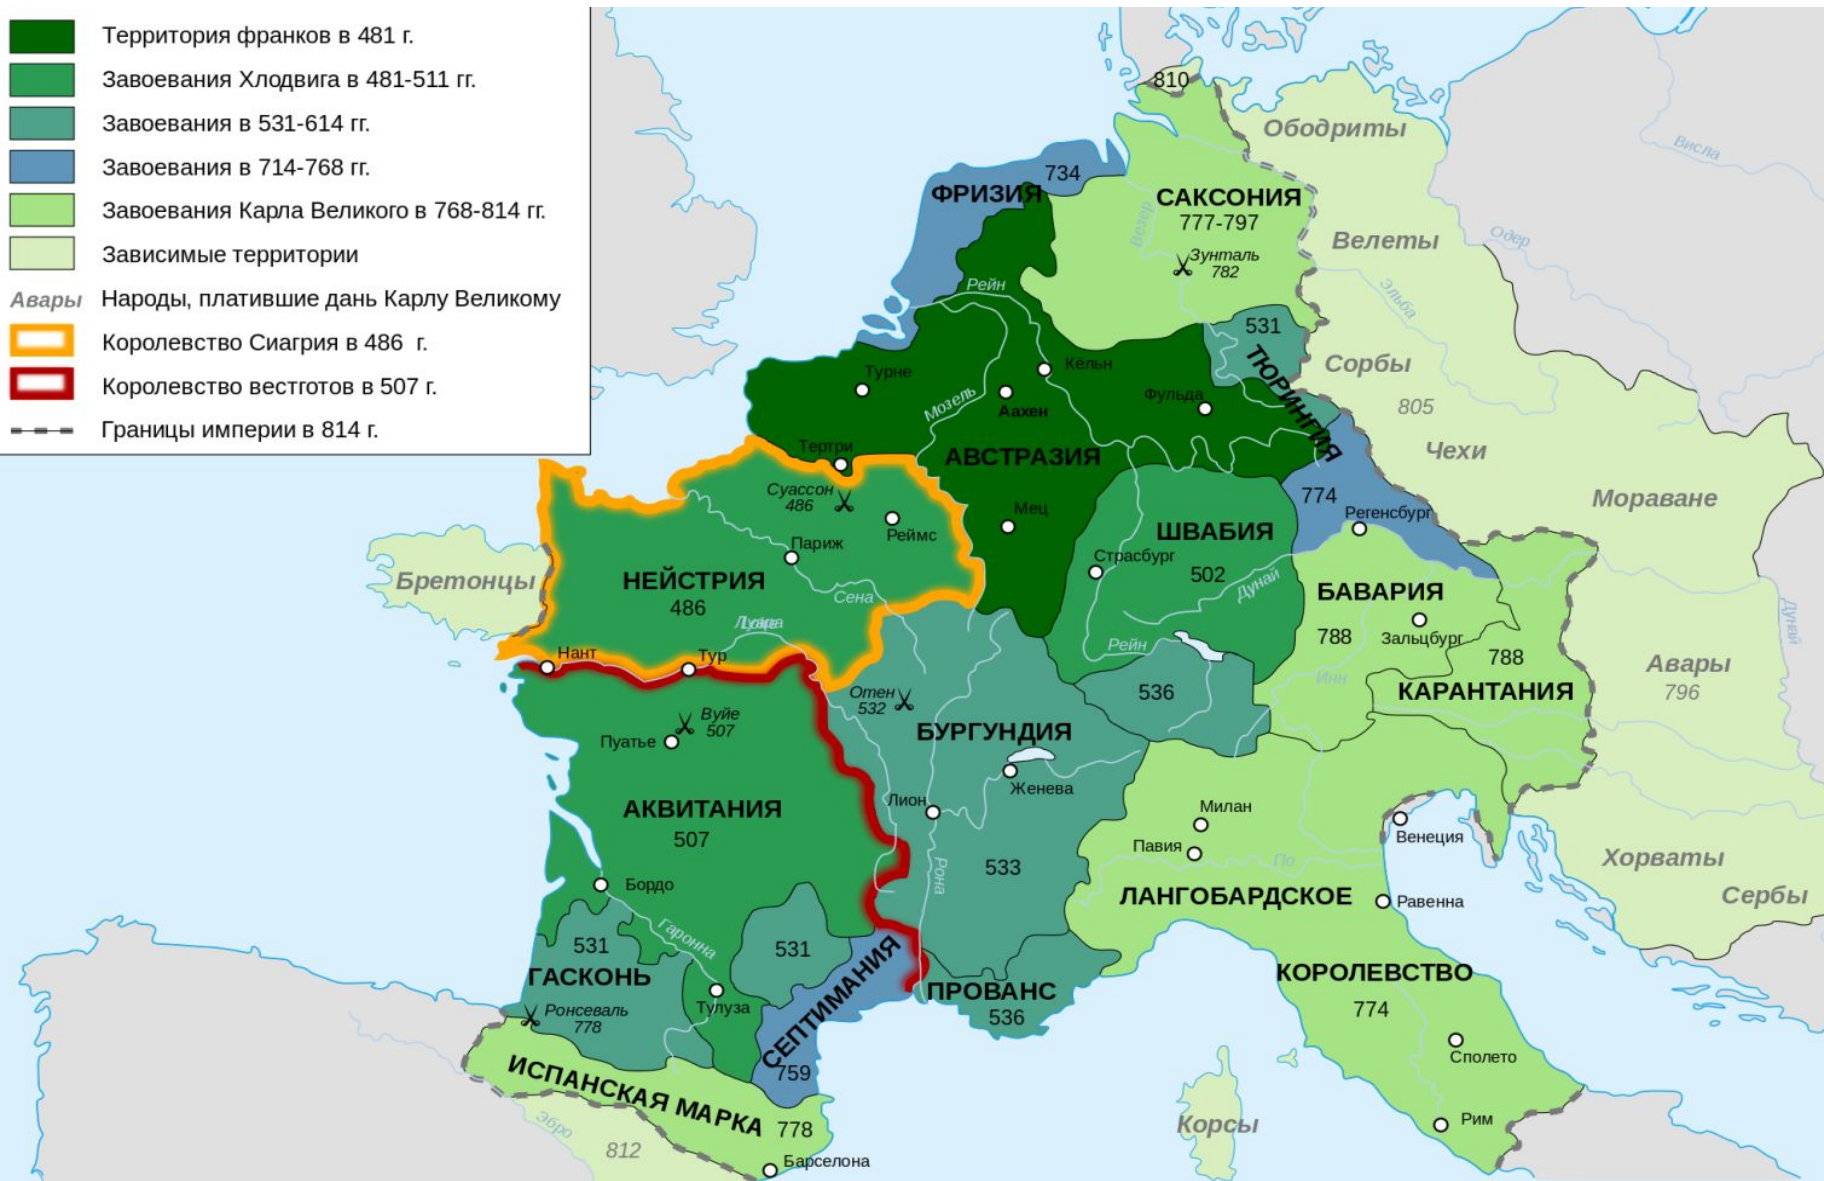 Территория франков в 481 г.
Завоевания Хлодвига в 481-511 гг.
Завоевания в 531-614 гг.
Завоевания в 714-768 гг.
Завоевания Карла Великого в 768-814 гг.
Зависимые территории
Авары Народы, платившие дань Карлу Великому
Королевство Сиагрия в 486 г.
Королевство вестготов в 507 г.
Границы империи в 814 г.
810
Ободриты
Висла
734
ФРИЗИЯ
САКСОНИЯ
777-797
Везер
Велеты
Одер
Зунталь
782
Рейн
Эльба
531
ТЮРИНГИЯ
Сорбы
805
Турне
Кёльн
Мозель
Аахен
Фульда
Чехи
Тертри
АВСТРАЗИЯ
Суассон
486
774
Мораване
Реймс
Мец
Регенсбург
Париж
ШВАБИЯ
Страсбург
502
Бретонцы
НЕЙСТРИЯ
486
Сена
Дунай
БАВАРИЯ
Дунай
788
Зальцбург
Луара
Рейн
Нант
Тур
788
Авары
796
Инн
КАРАНТАНИЯ
536
Отен
532
Вуйе
507
Пуатье
БУРГУНДИЯ
Женева
Лион
АКВИТАНИЯ
507
Милан
Павия
Венеция
По
Хорваты
Рона
533
Бордо
ЛАНГОБАРДСКОЕ
Равенна
Сербы
Гаронна
531
531
ГАСКОНЬ
СЕПТИМАНИЯ
759
КОРОЛЕВСТВО
774
ПРОВАНС
536
Тулуза
Ронсеваль
778
Сполето
ИСПАНСКАЯ МАРКА
778
Корсы
Рим
Эбро
812
Барселона